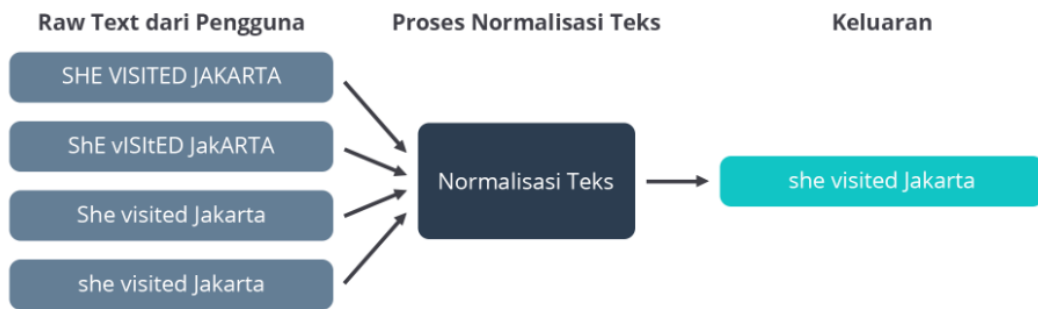 Raw Text dari Pengguna
Proses Normalisasi Teks
Keluaran
SHE VISITED JAKARTA
ShE vISItED JakARTA
She visited Jakarta
she visited Jakarta
Normalisasi Teks
she visited Jakarta